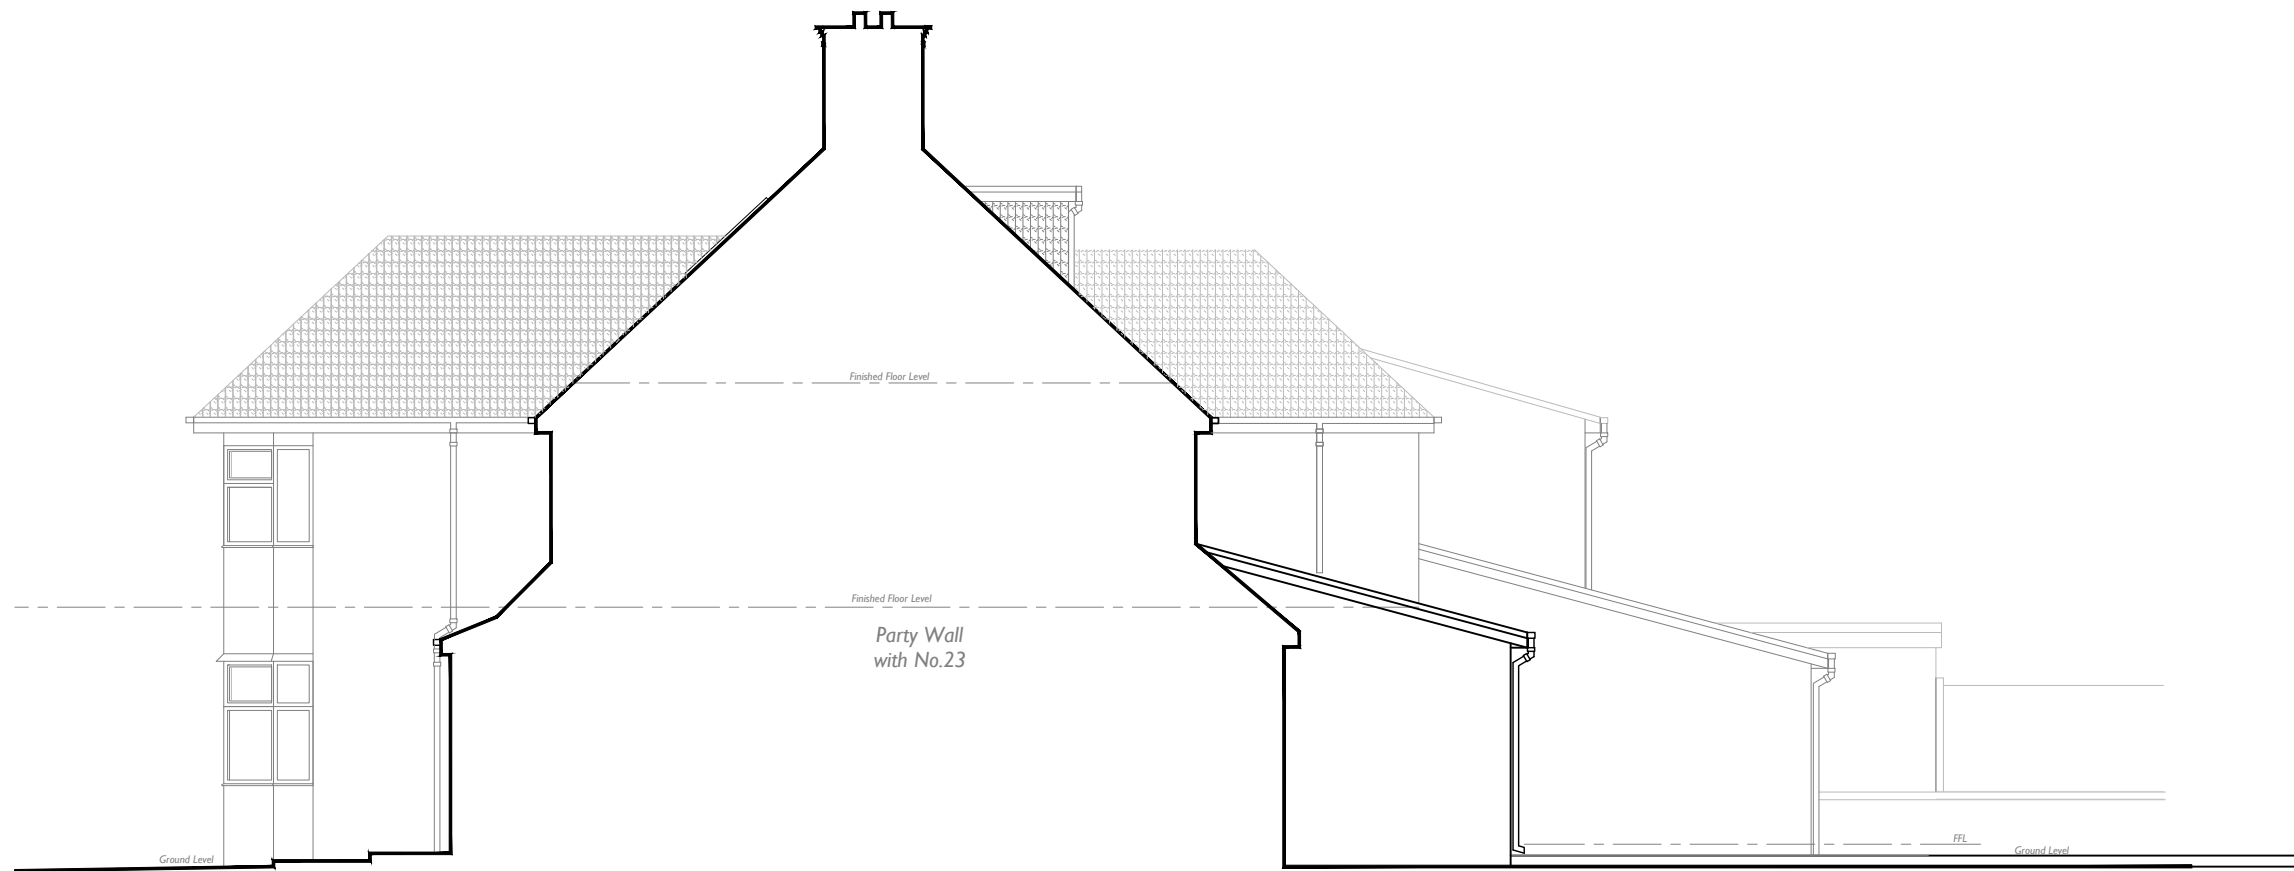 Finished Floor Level
Finished Floor Level
Party Wall
with No.23
FFL
Ground Level
Ground Level